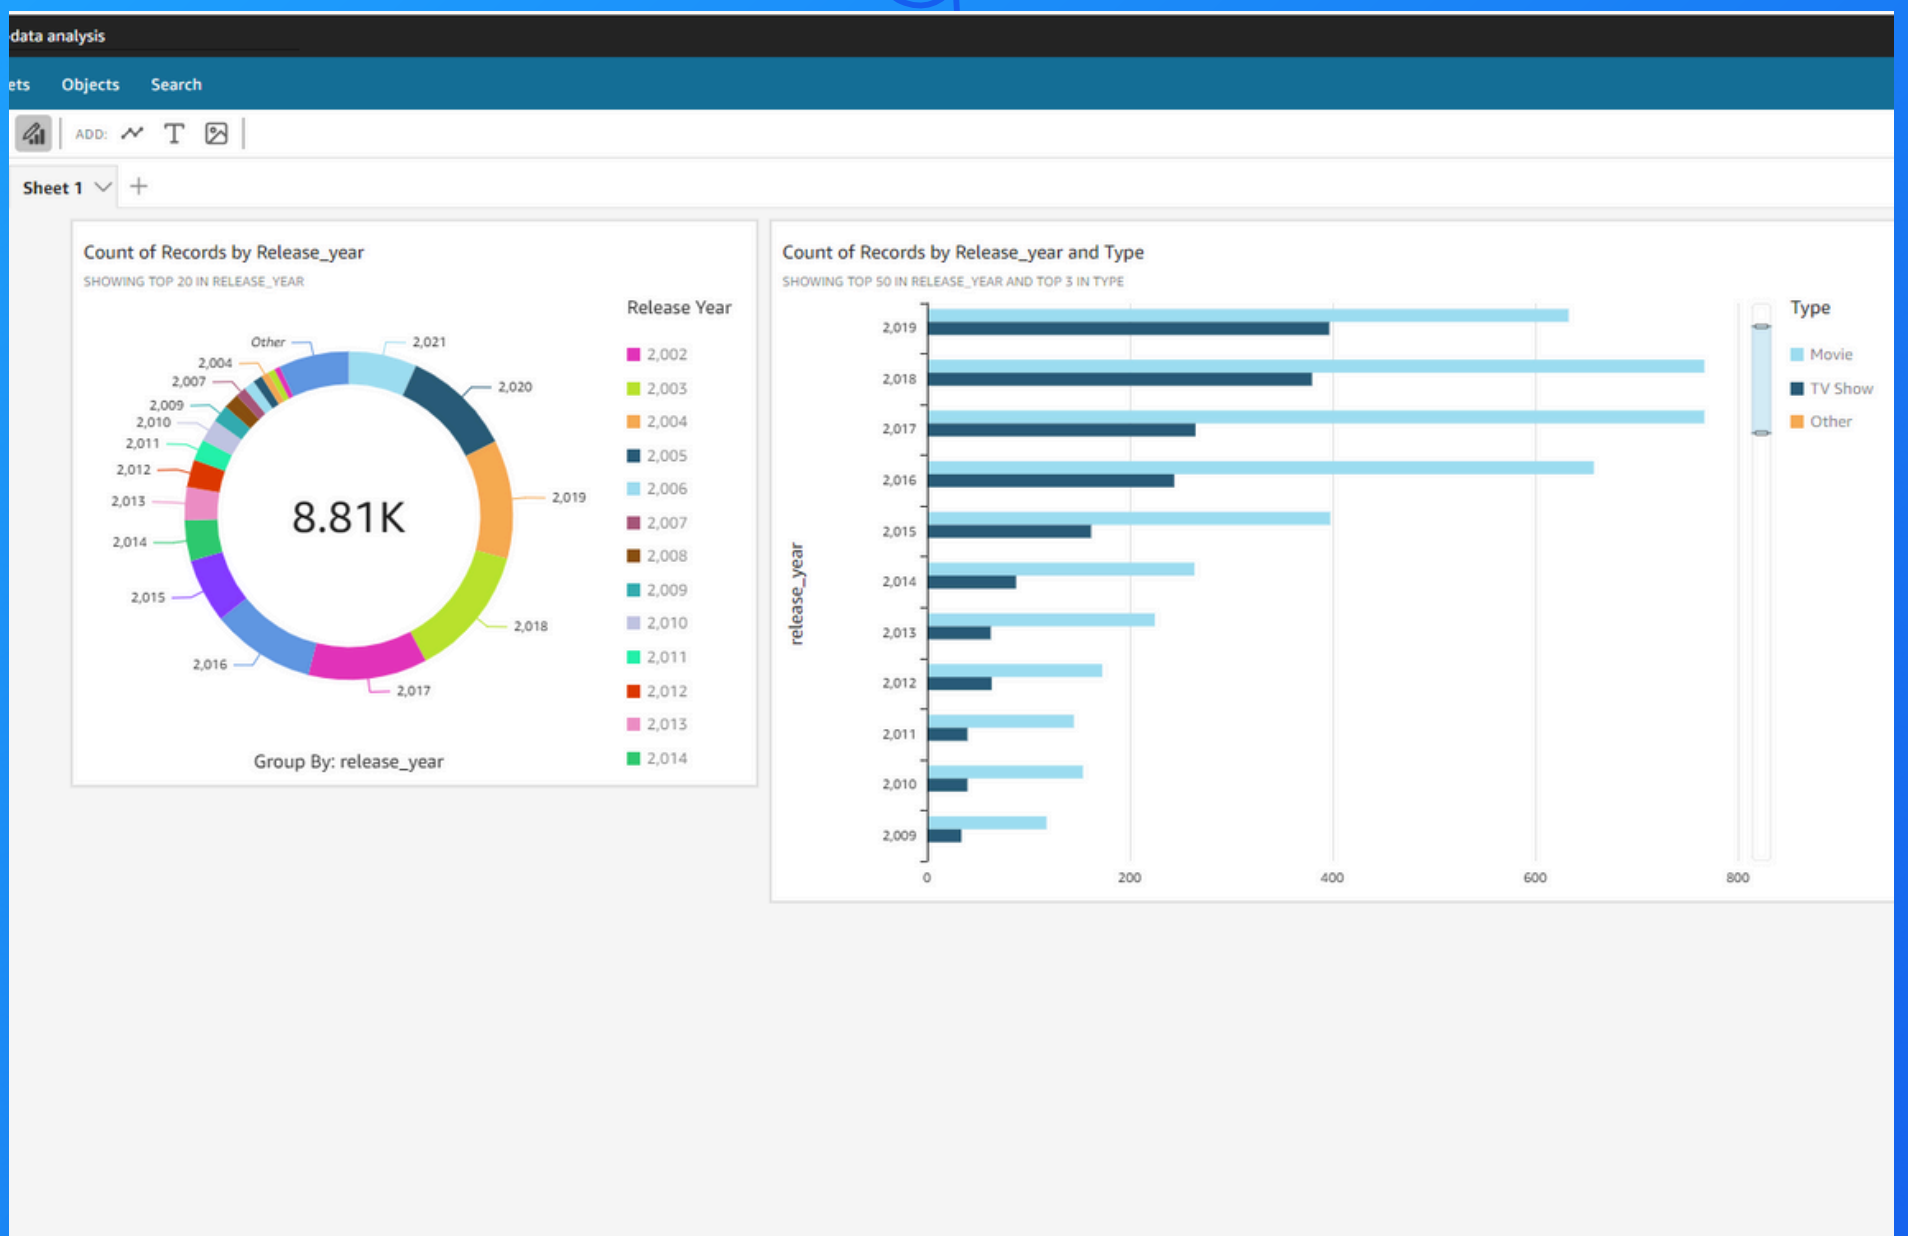 data analysis
ets Objects Search
ADD: T
Sheet 1
Count of Records by Release_year
SHOWING TOP 20 IN RELEASE_YEAR
Release Year
2,002
2,003
2,004
2,005
2,006
2,007
2,008
2,009
2,010
2,011
2,012
2,013
2,014
Other
2,021
2,020
2,019
2,018
2,017
2,016
2,015
2,014
2,013
2,012
2,011
2,010
2,009
2,007
2,004
8.81K
Group By: release_year
Count of Records by Release_year and Type
SHOWING TOP 50 IN RELEASE_YEAR AND TOP 3 IN TYPE
release_year
2,019
2,018
2,017
2,016
2,015
2,014
2,013
2,012
2,011
2,010
2,009
0 200 400 600 800
Type
Movie
TV Show
Other